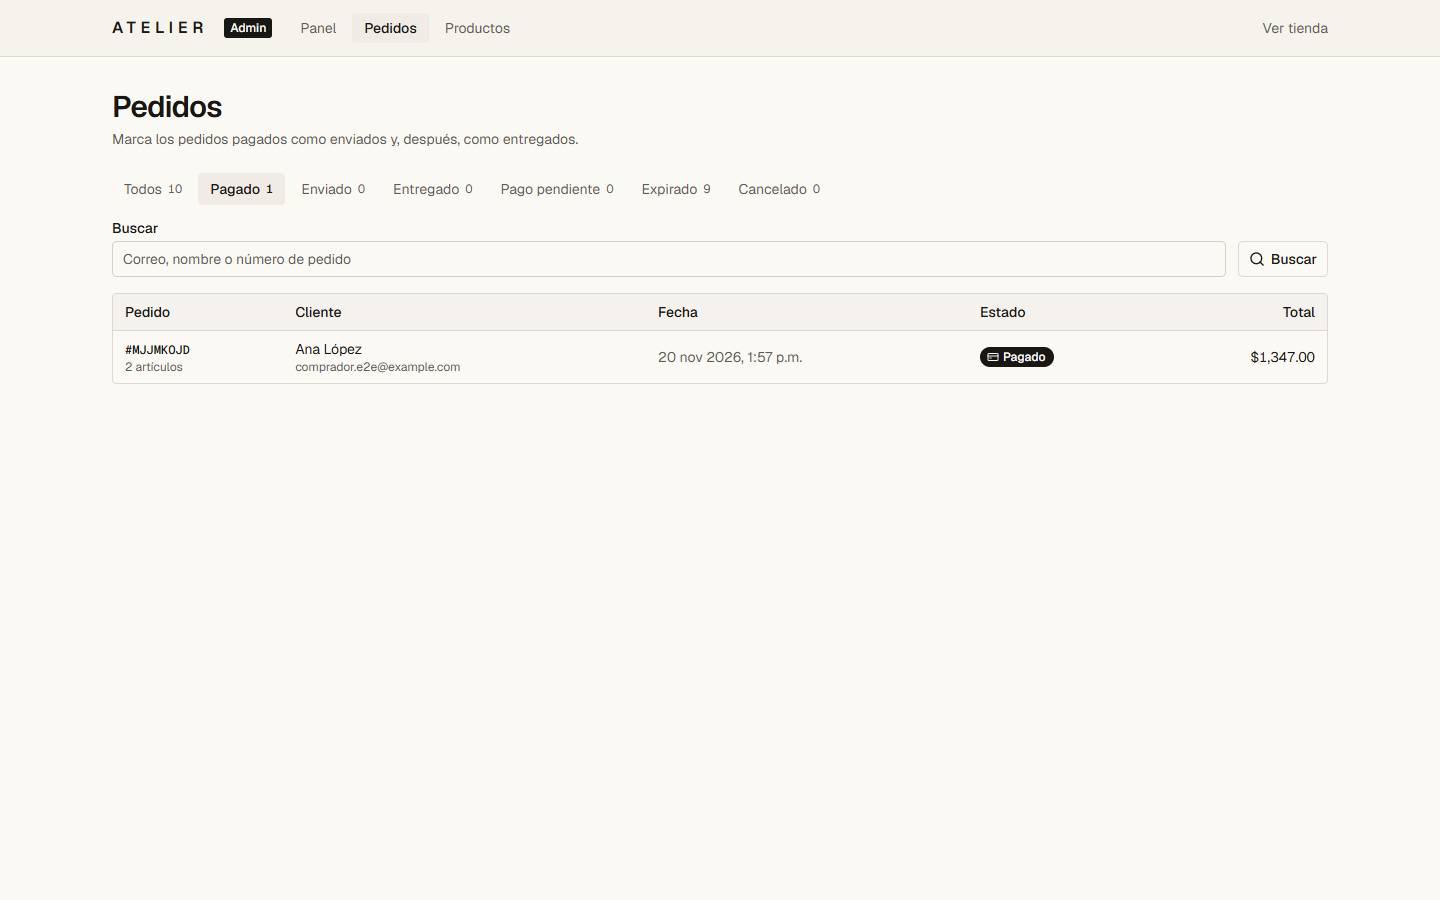 ATELIER Admin Panel Pedidos Productos Ver tienda
Pedidos
Marca los pedidos pagados como enviados y, después, como entregados.
Todos 10 Pagado 1 Enviado 0 Entregado 0 Pago pendiente 0 Expirado 9 Cancelado 0
Buscar
Correo, nombre o número de pedido Buscar
Pedido Cliente Fecha Estado Total
#MJJMKOJD Ana López 20 nov 2026, 1:57 p.m. Pagado $1,347.00
2 artículos comprador.e2e@example.com